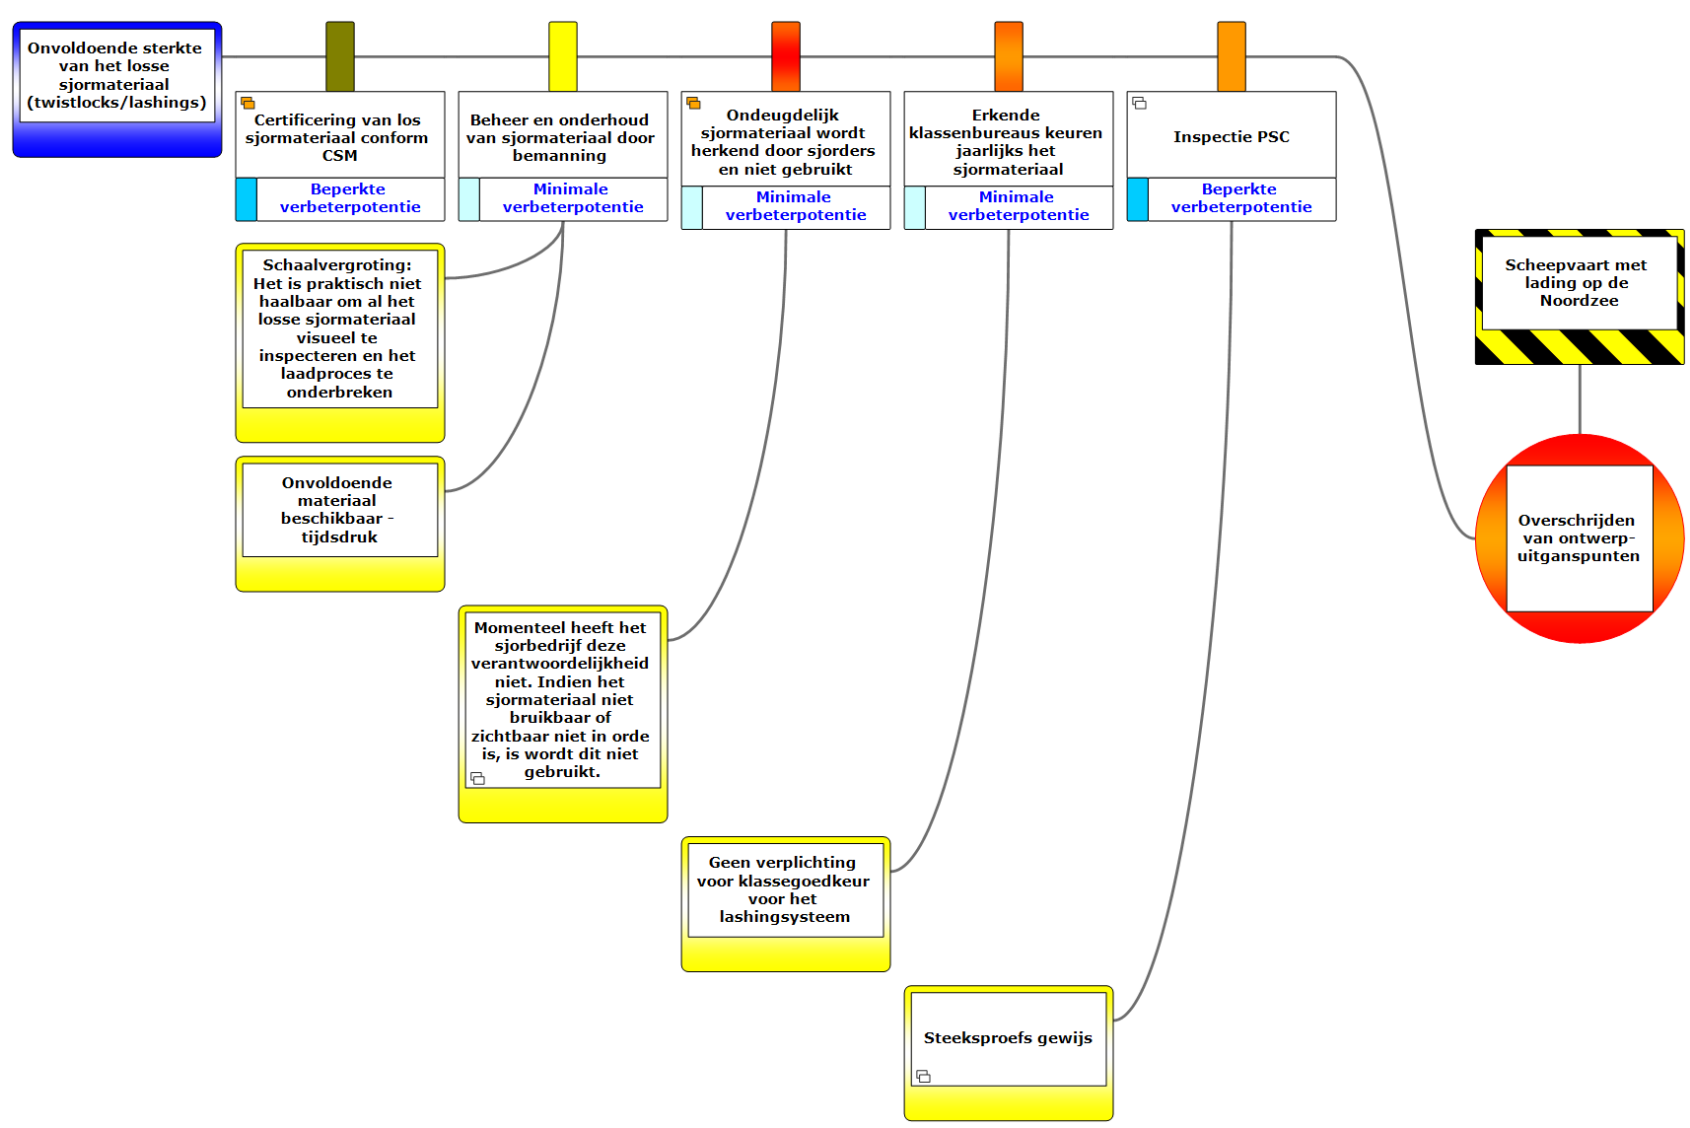 Onvoldoende sterkte
van het losse
sjormateriaal
(twistlocks/lashings)
Certificering van los
sjormateriaal conform
CSM
Beperkte
verbeterpotentie
Beheer en onderhoud
van sjormateriaal door
bemanning
Minimale
verbeterpotentie
Ondeugdelijk
sjormateriaal wordt
herkend door sjorders
en niet gebruikt
Minimale
verbeterpotentie
Erkende
klassenbureaus keuren
jaarlijks het
sjormateriaal
Minimale
verbeterpotentie
Inspectie PSC
Beperkte
verbeterpotentie
Schaalvergroting:
Het is praktisch niet
haalbaar om al het
losse sjormateriaal
visueel te
inspecteren en het
laadproces te
onderbreken
Onvoldoende
materiaal
beschikbaar -
tijdsdruk
Momenteel heeft het
sjorbedrijf deze
verantwoordelijkheid
niet. Indien het
sjormateriaal niet
bruikbaar of
zichtbaar niet in orde
is, is wordt dit niet
gebruikt.
Geen verplichting
voor klassegoedkeur
voor het
lashingsysteem
Steeksproefs gewijs
Scheepvaart met
lading op de
Noordzee
Overschrijden
van ontwerp-
uitganspunten